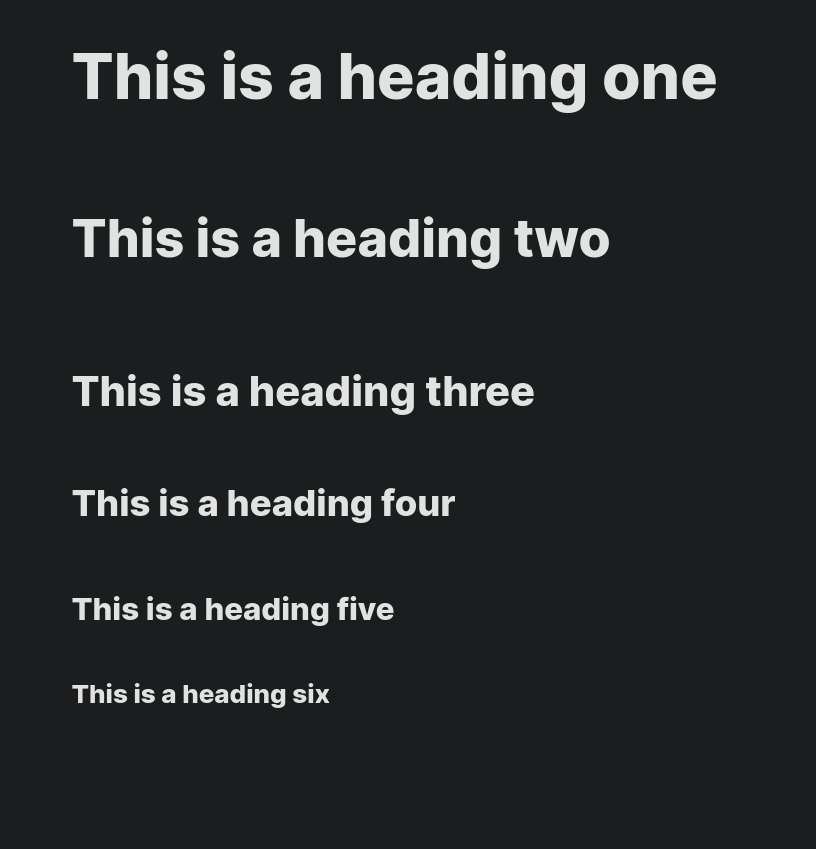 This is a heading one
This is a heading two
This is a heading three
This is a heading four
This is a heading five
This is a heading six